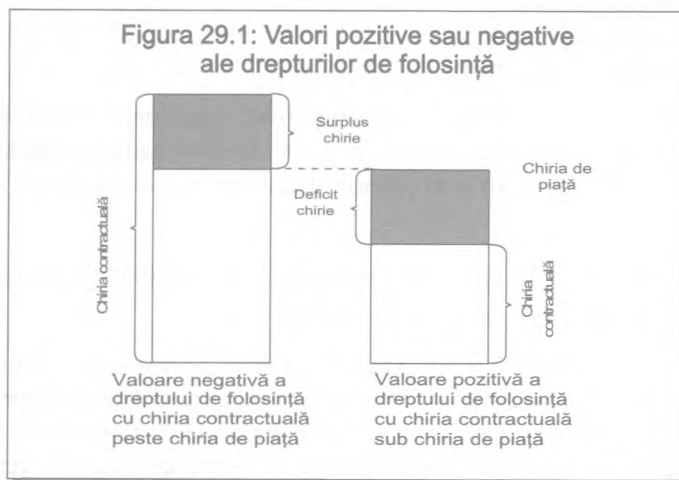 Figura 29.1: Valori pozitive sau negative
ale drepturilor de folosință
Surplus
chirie
Chiria de
piață
Deficit
chirie
Chiria contractuală
Chiria
contractuală
Valoare negativă a
dreptului de folosință
cu chiria contractuală
peste chiria de piață
Valoare pozitivă a
dreptului de folosință
cu chiria contractuală
sub chiria de piață